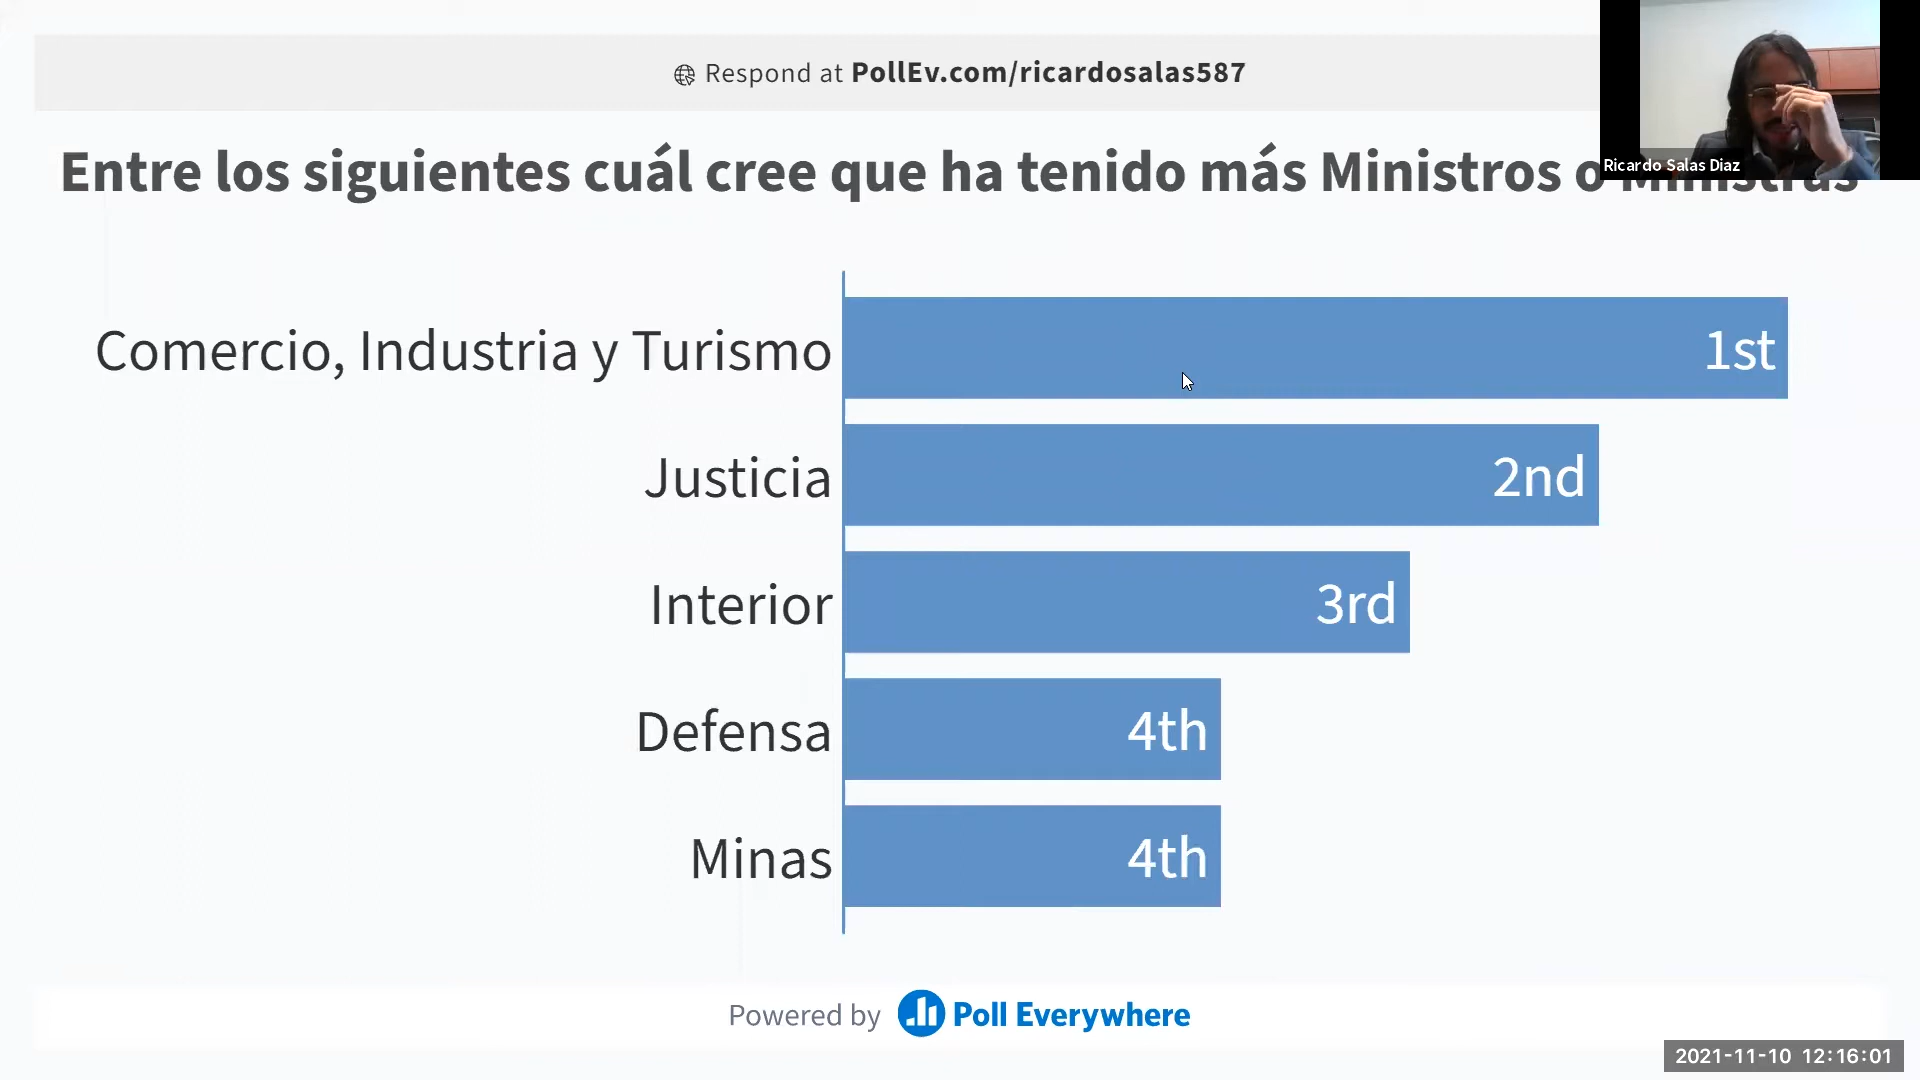 Respond at PollEv.com/ricardosalas587
Entre los siguientes cuál cree que ha tenido más Ministros o Ministras
Ricardo Salas Diaz
Comercio, Industria y Turismo 1st
Justicia 2nd
Interior 3rd
Defensa 4th
Minas 4th
Powered by Poll Everywhere
2021-11-10 12:16:01